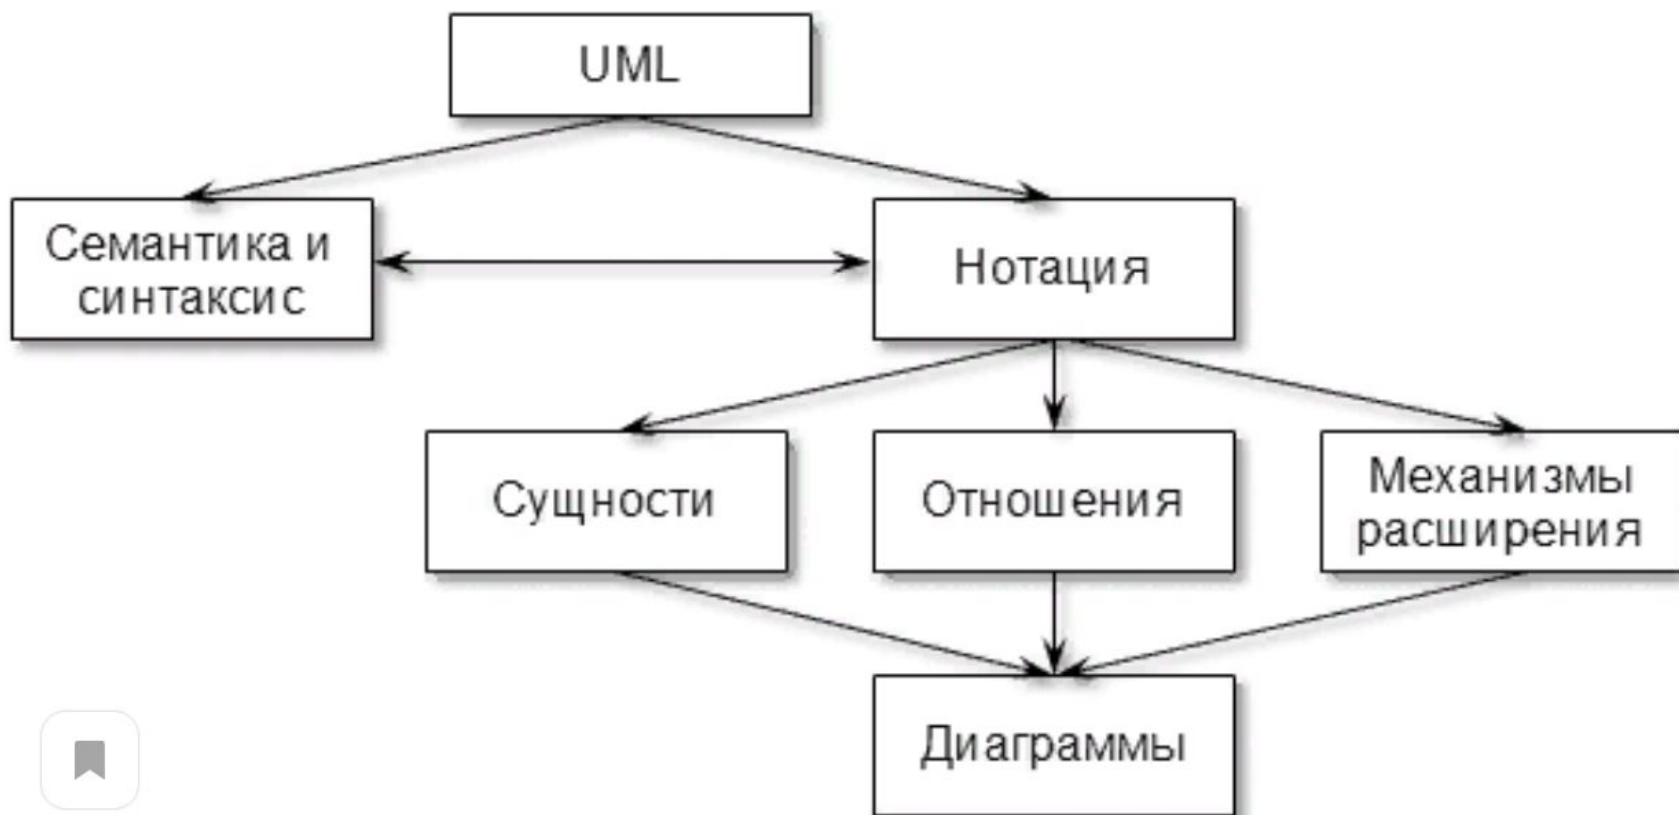 UML
Семантика и
синтаксис
Нотация
Сущности
Отношения
Механизмы
расширения
Диаграммы